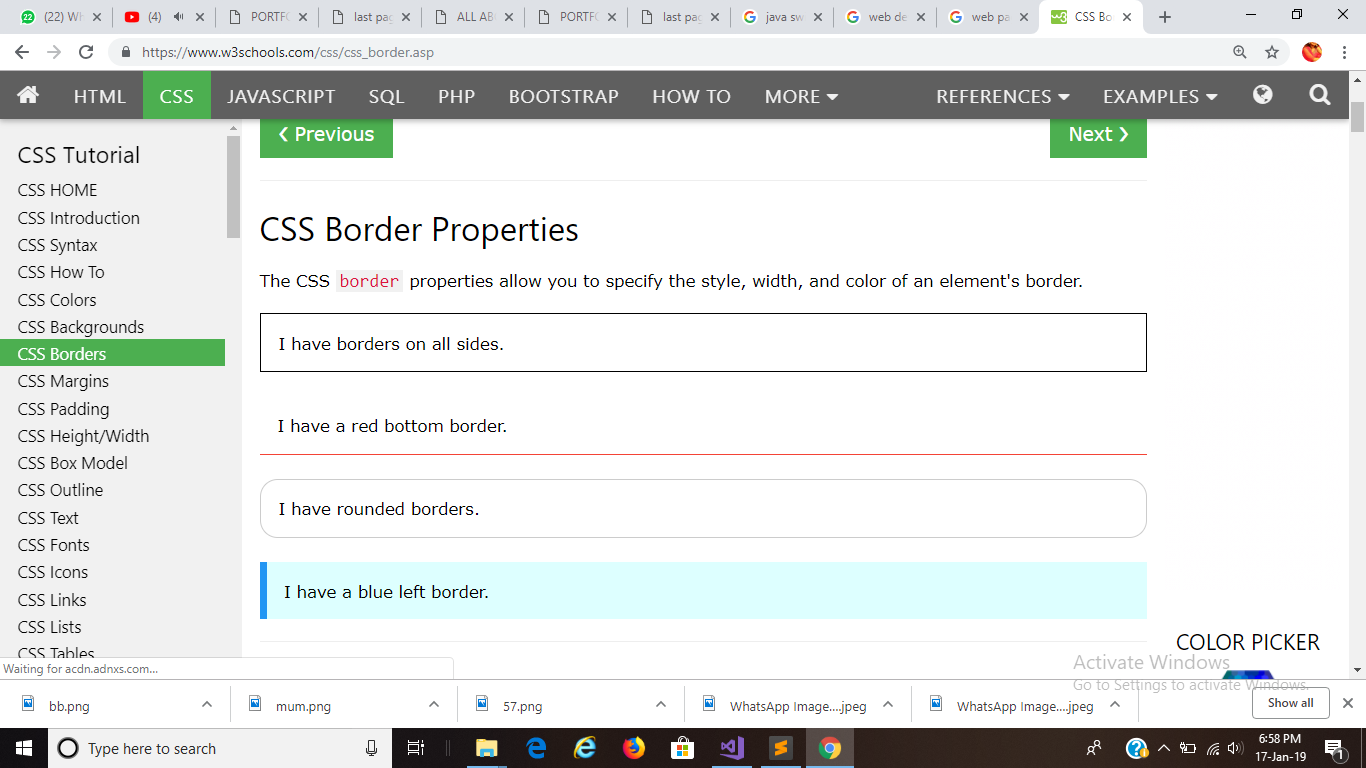 (22) Wh
(4)
PORTFO
last pag
ALL AB
PORTFO
last pag
java sw
web de
web pa
CSS Bo
https://www.w3schools.com/css/css_border.asp
HTML CSS JAVASCRIPT SQL PHP BOOTSTRAP HOW TO MORE REFERENCES EXAMPLES
CSS Tutorial
CSS HOME
CSS Introduction
CSS Syntax
CSS How To
CSS Colors
CSS Backgrounds
CSS Borders
CSS Margins
CSS Padding
CSS Height/Width
CSS Box Model
CSS Outline
CSS Text
CSS Fonts
CSS Icons
CSS Links
CSS Lists
CSS Tables
❮ Previous
Next ❯
CSS Border Properties
The CSS border properties allow you to specify the style, width, and color of an element's border.
I have borders on all sides.
I have a red bottom border.
I have rounded borders.
I have a blue left border.
COLOR PICKER
Activate Windows
Go to Settings to activate Windows.
Waiting for acdn.adnxs.com...
bb.png
mum.png
57.png
WhatsApp Image....jpeg
WhatsApp Image....jpeg
Show all
Type here to search
6:58 PM
17-Jan-19
1